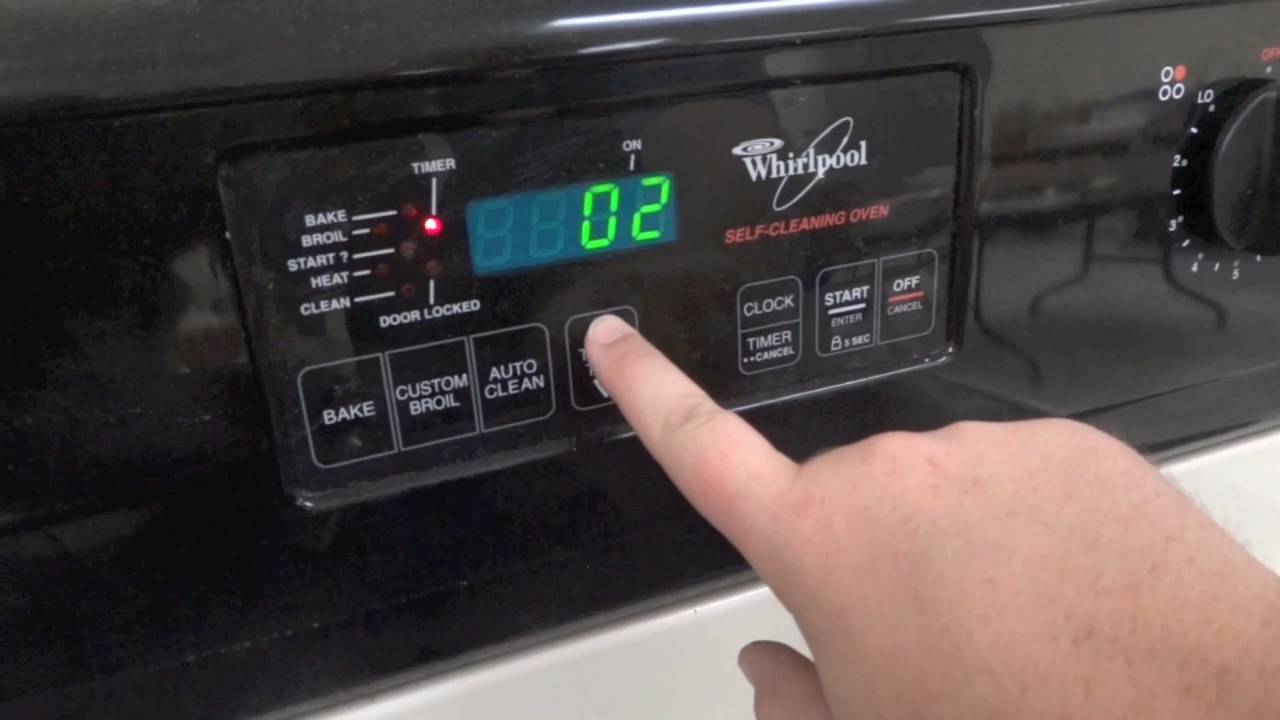 TIMER
ON
BAKE
BROIL
START ?
HEAT
CLEAN
DOOR LOCKED
02
Whirlpool
SELF-CLEANING OVEN
BAKE
CUSTOM
BROIL
AUTO
CLEAN
CLOCK
TIMER
••CANCEL
START
ENTER
5 SEC
OFF
CANCEL
LO
2
3
4
5